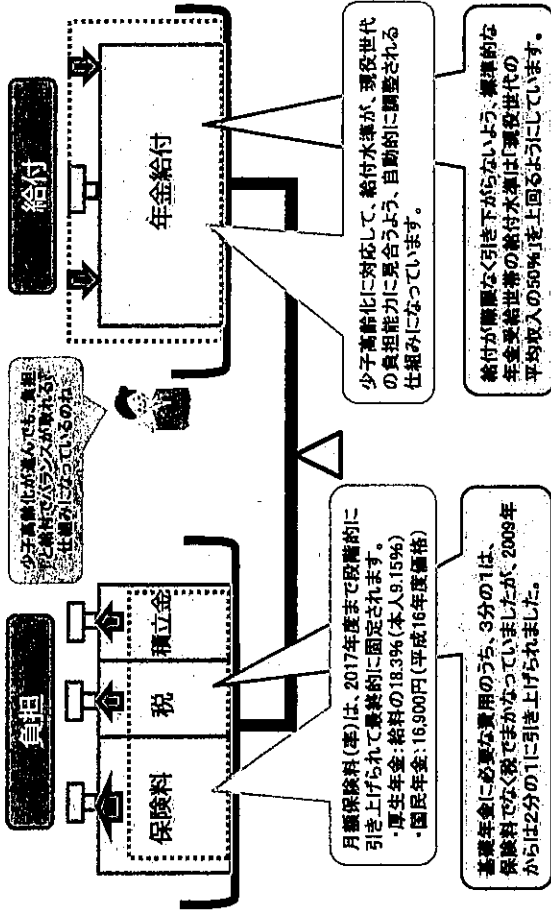 負担
給付
少子高齢化が進んでも、負担
と給付でバランスが取れる
仕組みになっているのね
保険料
税
積立金
年金給付
月額保険料(率)は、2017年度まで段階的に
引き上げられて最終的に固定されます。
・厚生年金:給料の18.3%(本人9.15%)
・国民年金:16,900円(平成16年度価格)
基礎年金に必要な費用のうち、3分の1は、
保険料でなく税でまかなっていましたが、2009年
からは2分の1に引き上げられました。
少子高齢化に対応して、給付水準が、現役世代
の負担能力に見合うよう、自動的に調整される
仕組みになっています。
給付が際限なく引き下がらないよう、標準的な
年金受給世帯の給付水準は「現役世代の
平均収入の50%」を上回るようにしています。